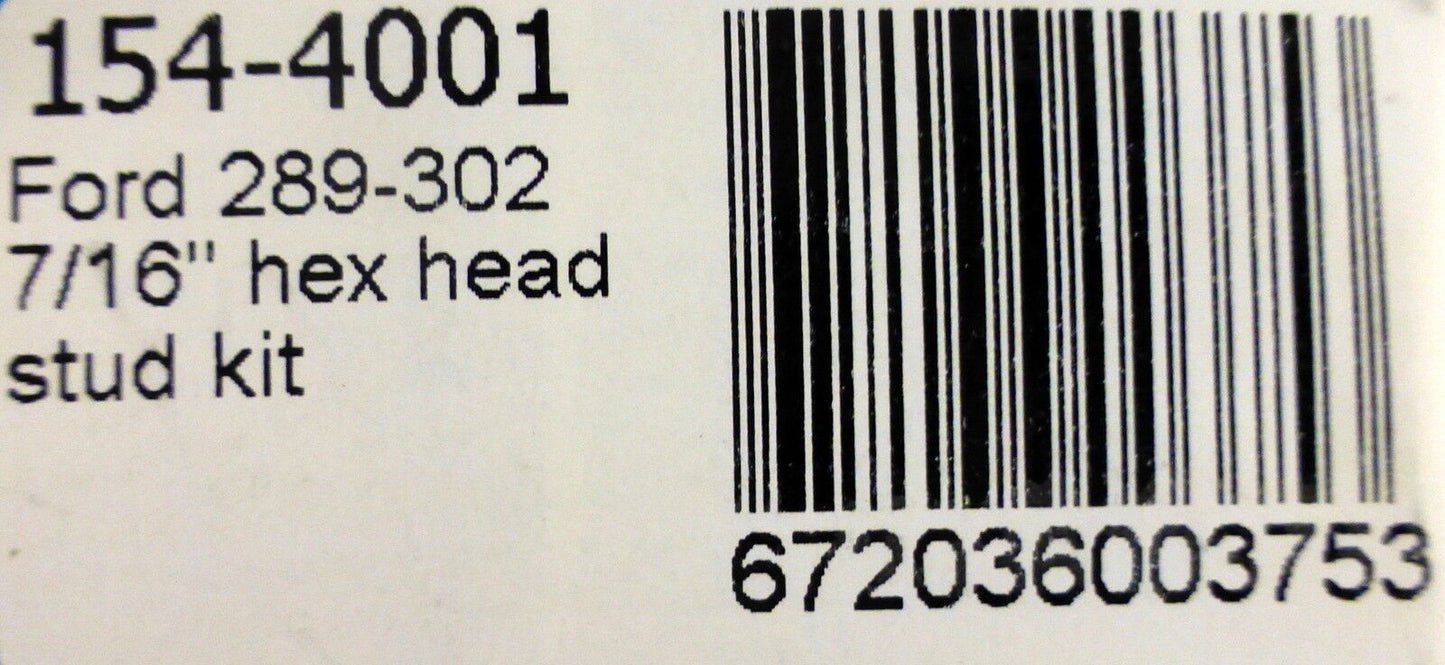 154-4001
Ford 289-302
7/16" hex head
stud kit
672036003753